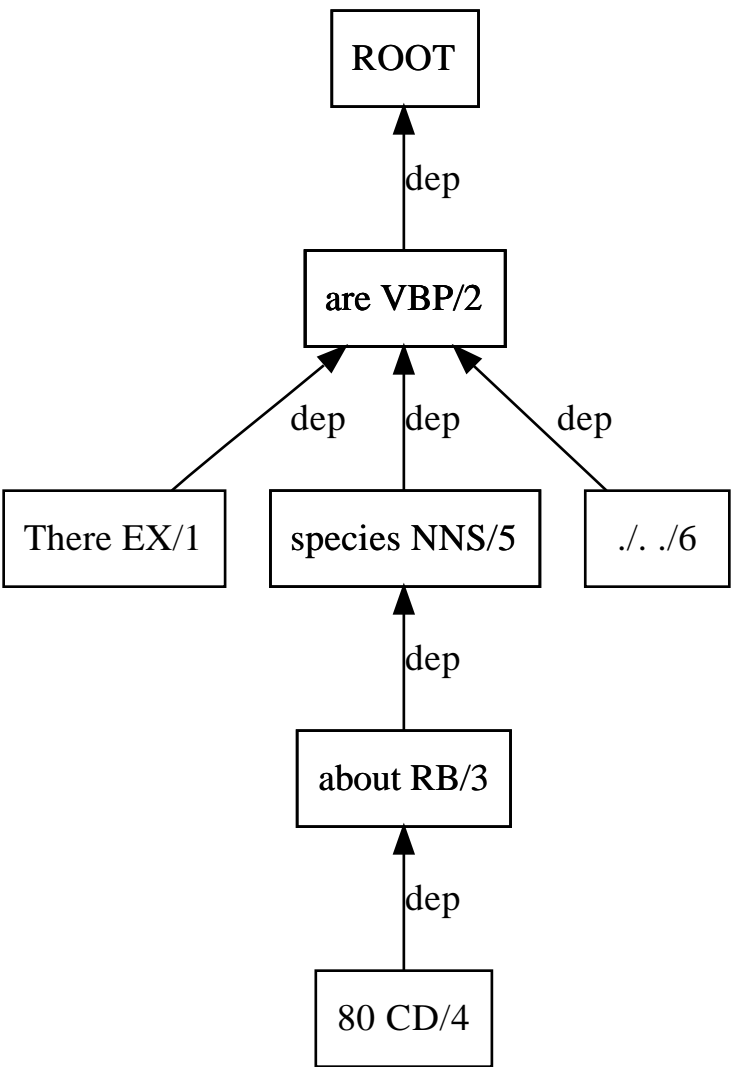 ROOT
dep
are VBP/2
dep dep dep
There EX/1 species NNS/5 ./. ./6
dep
about RB/3
dep
80 CD/4